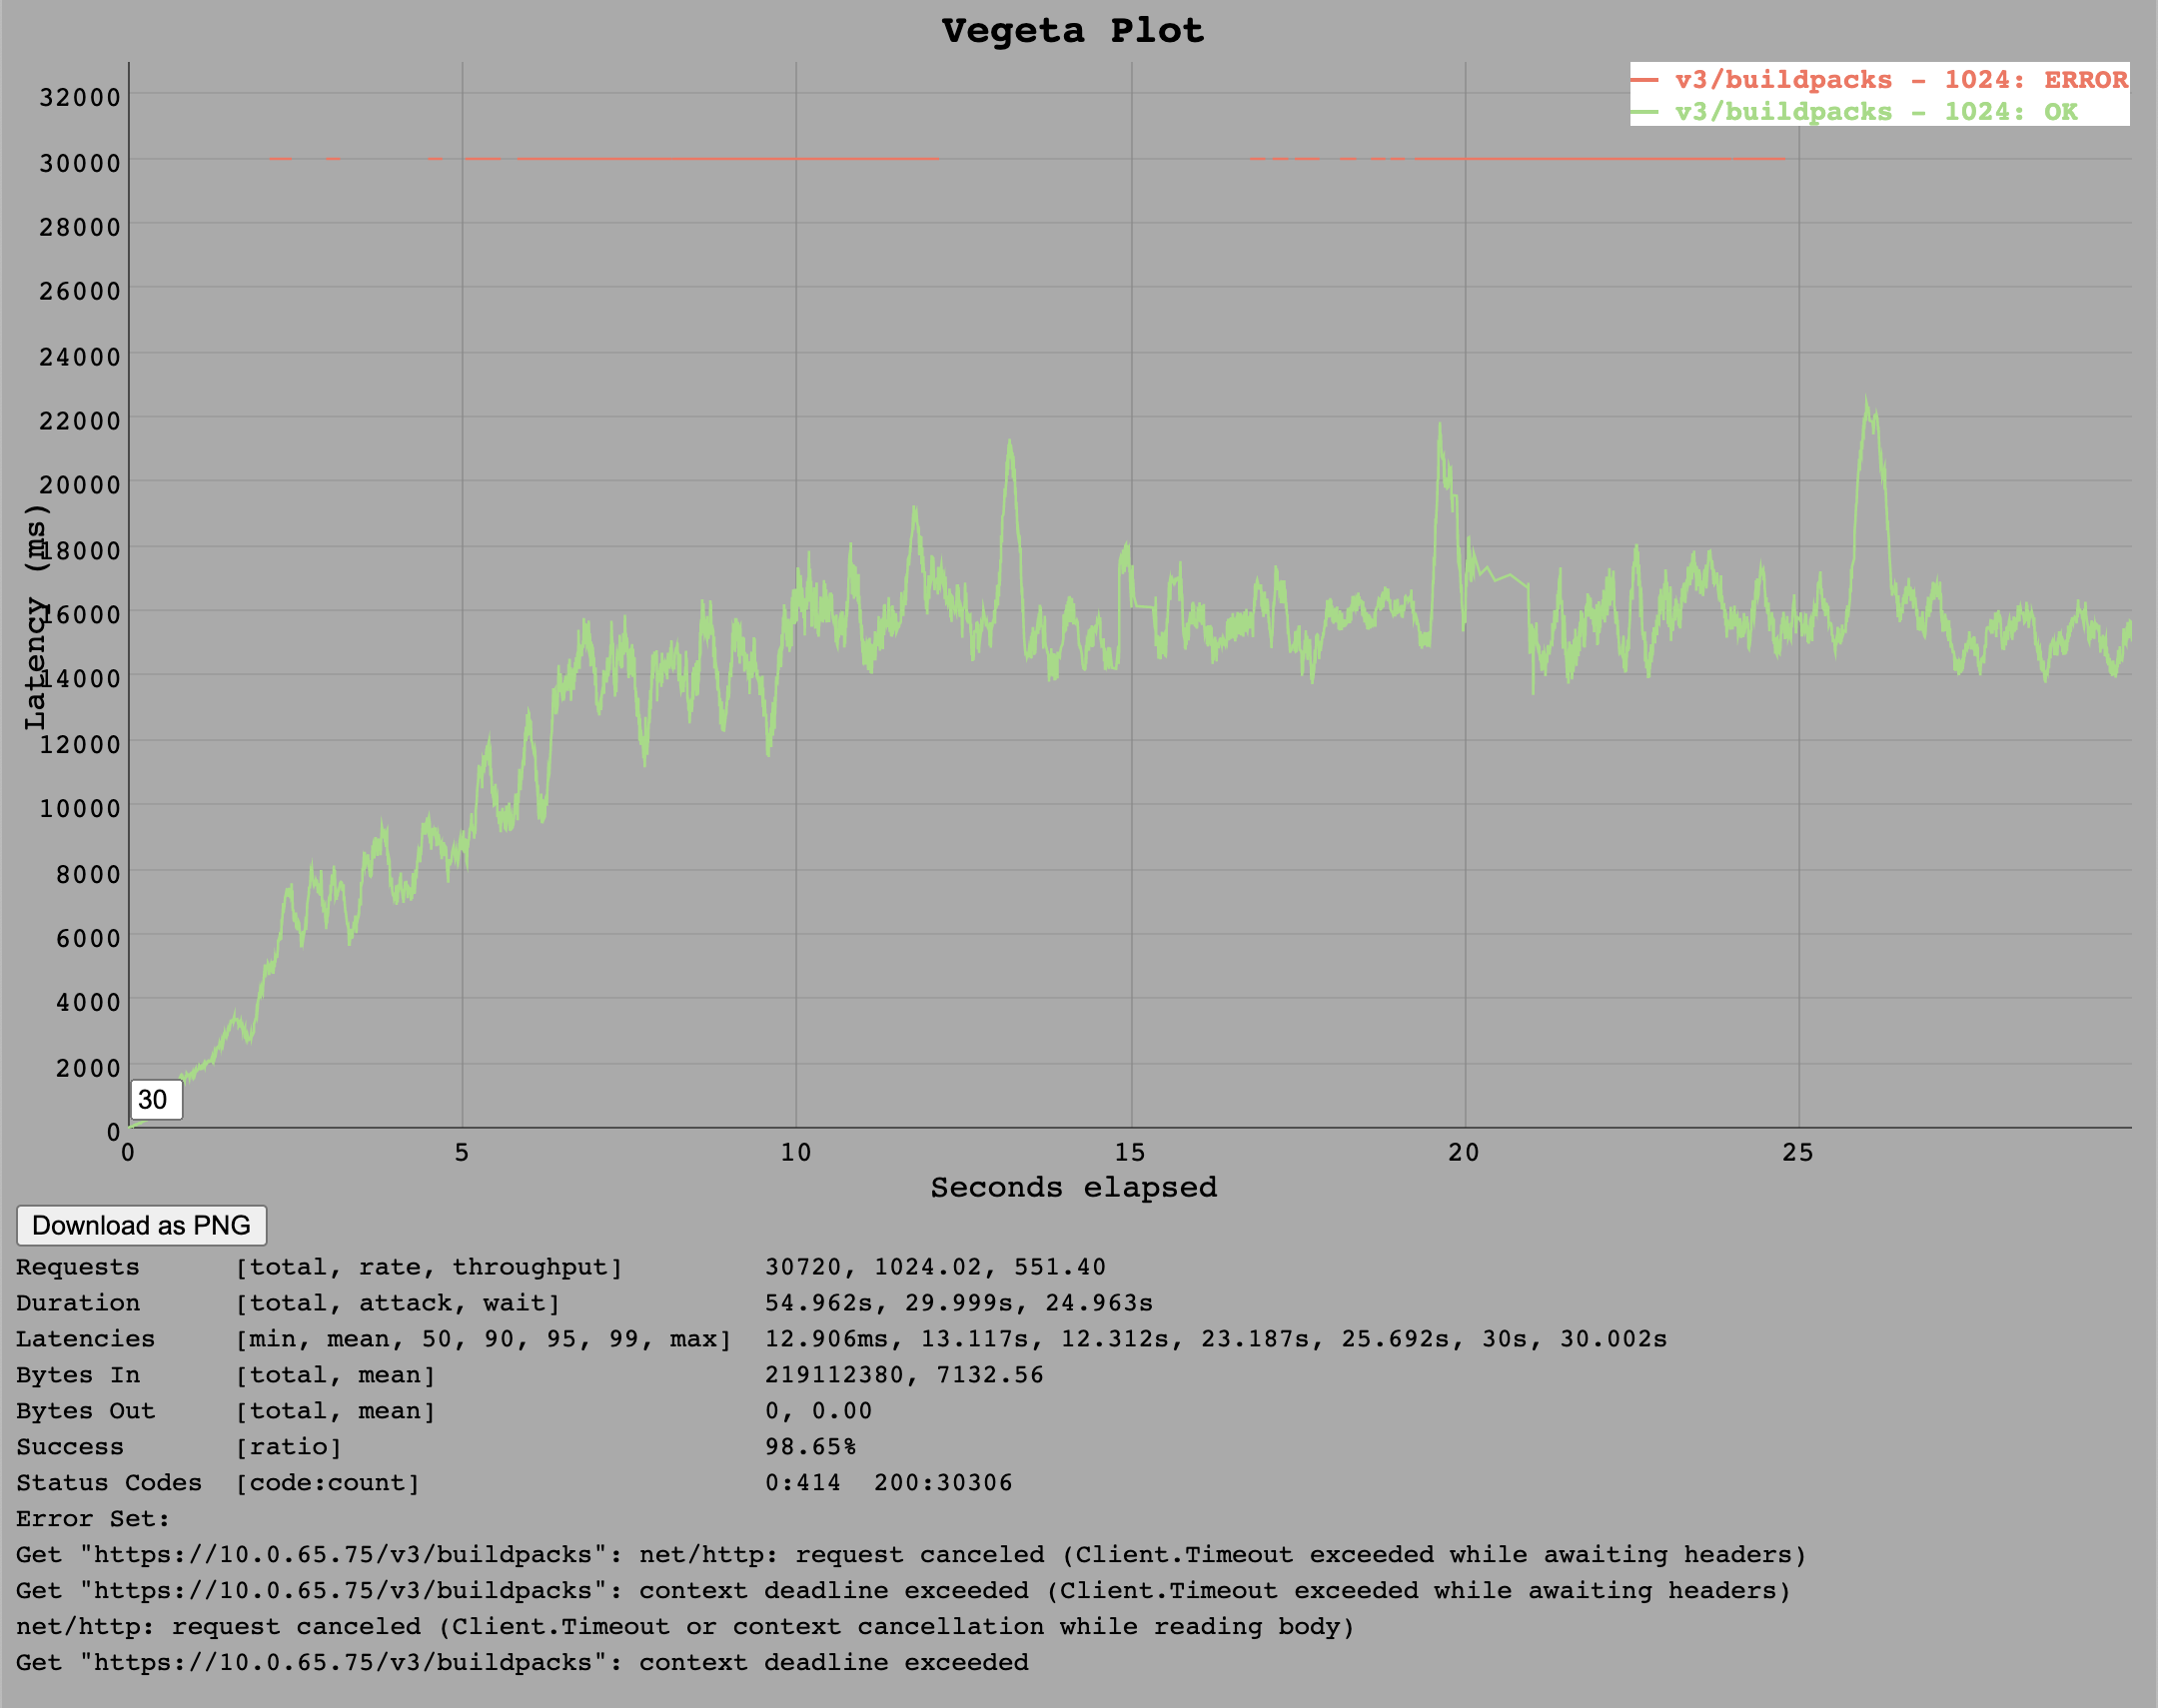 Vegeta Plot
v3/buildpacks - 1024: ERROR
v3/buildpacks - 1024: OK
32000
30000
28000
26000
24000
22000
20000
18000
16000
14000
12000
10000
8000
6000
4000
2000
0
Latency (ms)
30
0 5 10 15 20 25
Seconds elapsed
Download as PNG
Requests [total, rate, throughput] 30720, 1024.02, 551.40
Duration [total, attack, wait] 54.962s, 29.999s, 24.963s
Latencies [min, mean, 50, 90, 95, 99, max] 12.906ms, 13.117s, 12.312s, 23.187s, 25.692s, 30s, 30.002s
Bytes In [total, mean] 219112380, 7132.56
Bytes Out [total, mean] 0, 0.00
Success [ratio] 98.65%
Status Codes [code:count] 0:414 200:30306
Error Set:
Get "https://10.0.65.75/v3/buildpacks": net/http: request canceled (Client.Timeout exceeded while awaiting headers)
Get "https://10.0.65.75/v3/buildpacks": context deadline exceeded (Client.Timeout exceeded while awaiting headers)
net/http: request canceled (Client.Timeout or context cancellation while reading body)
Get "https://10.0.65.75/v3/buildpacks": context deadline exceeded